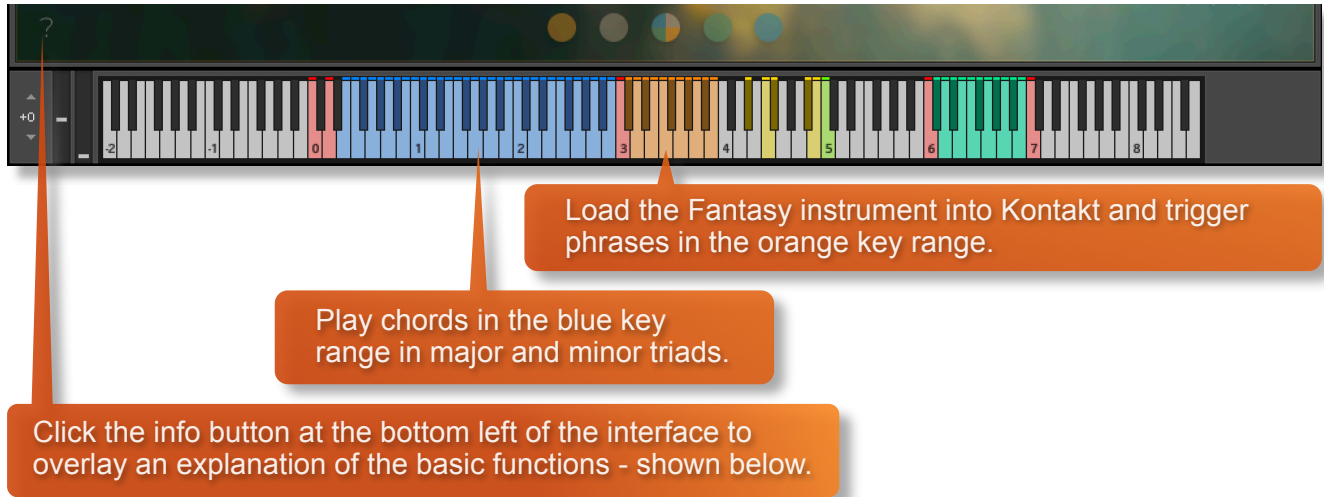 ?
+0
-2 -1 0 1 2 3 4 5 6 7 8
Load the Fantasy instrument into Kontakt and trigger
phrases in the orange key range.
Play chords in the blue key
range in major and minor triads.
Click the info button at the bottom left of the interface to
overlay an explanation of the basic functions - shown below.